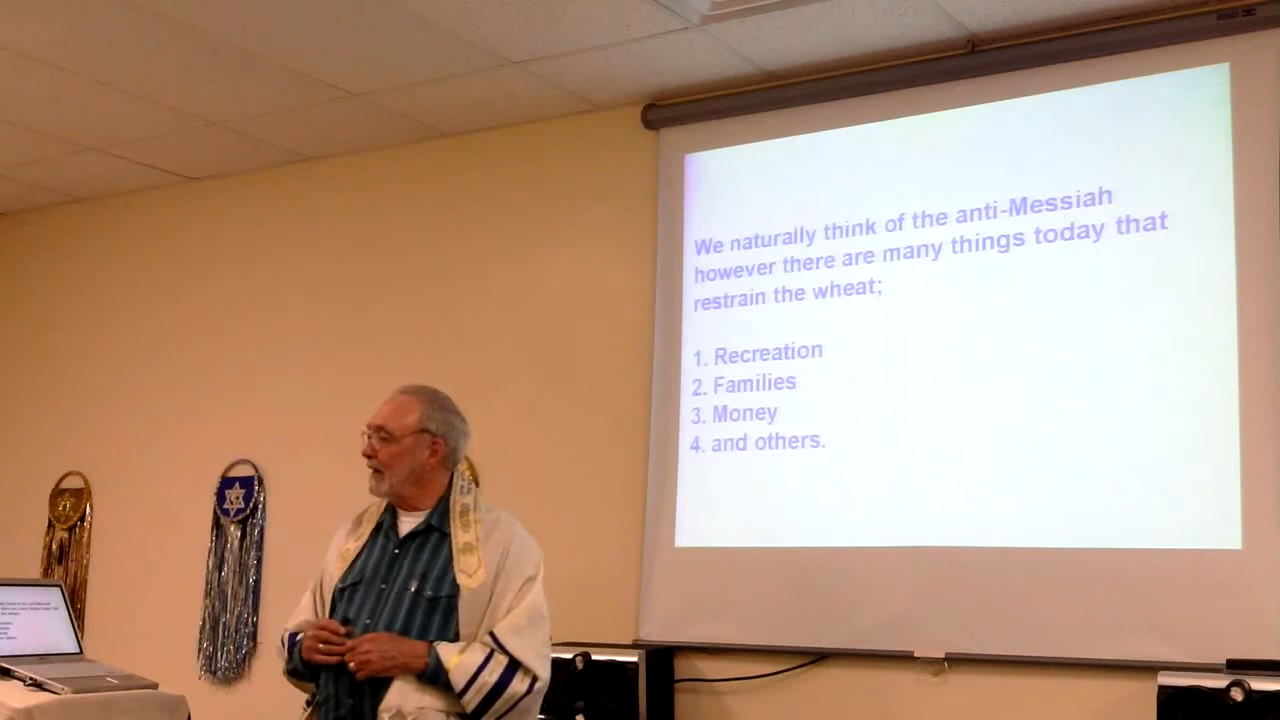 We naturally think of the anti-Messiah
however there are many things today that
restrain the wheat;
1. Recreation
2. Families
3. Money
4. and others.